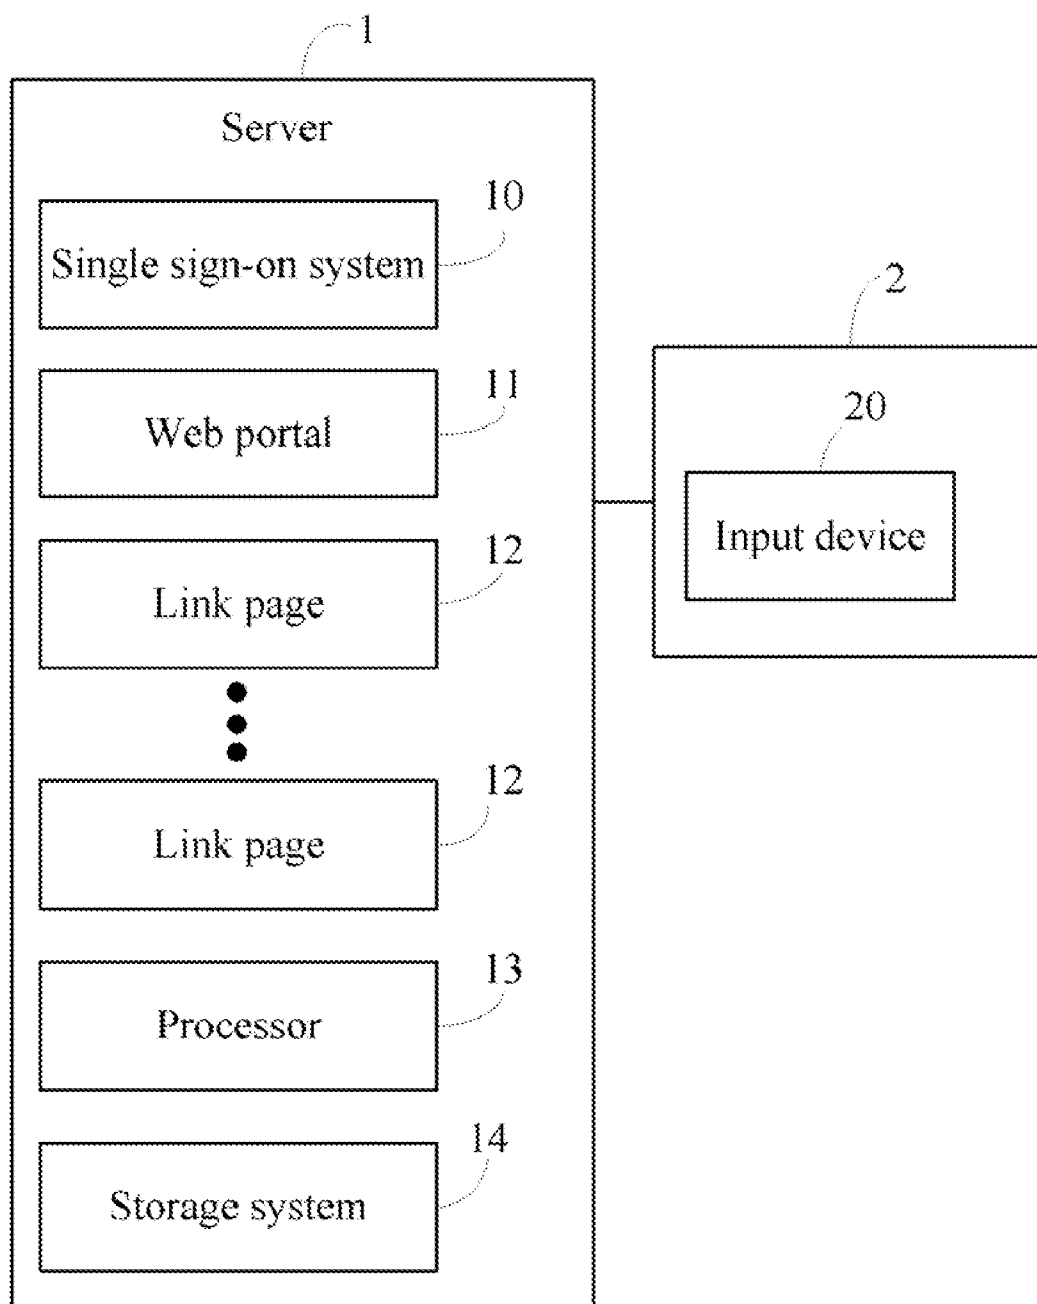 1
Server
10
Single sign-on system
2
11
Web portal
20
Input device
12
Link page
12
Link page
13
Processor
14
Storage system